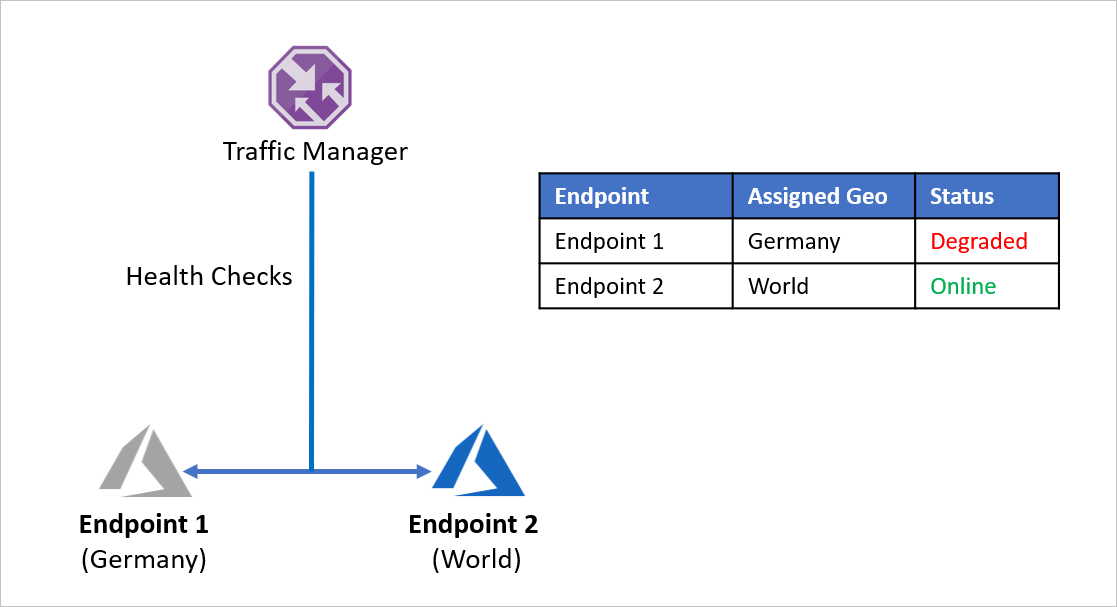 Traffic Manager
Health Checks
Endpoint Assigned Geo Status
Endpoint 1 Germany Degraded
Endpoint 2 World Online
Endpoint 1
(Germany)
Endpoint 2
(World)